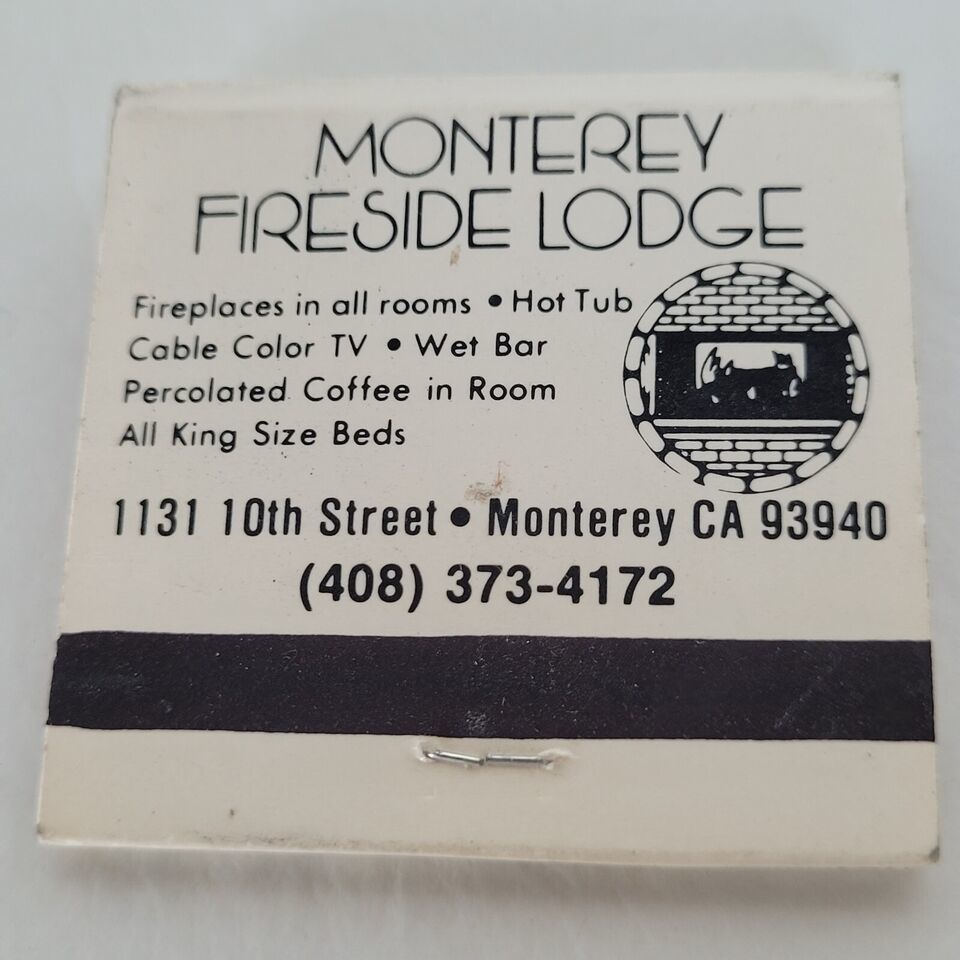 MONTEREY
FIRESIDE LODGE
Fireplaces in all rooms • Hot Tub
Cable Color TV • Wet Bar
Percolated Coffee in Room
All King Size Beds
1131 10th Street • Monterey CA 93940
(408) 373-4172